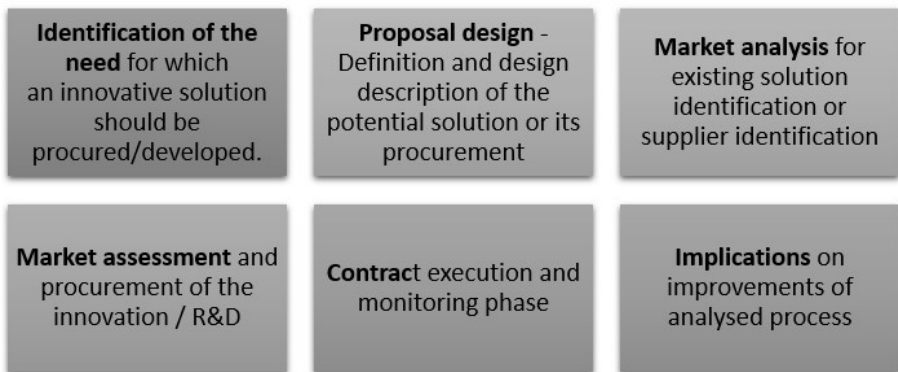 Identification of the
need for which
an innovative solution
should be
procured/developed.
Proposal design -
Definition and design
description of the
potential solution or its
procurement
Market analysis for
existing solution
identification or
supplier identification
Market assessment and
procurement of the
innovation / R&D
Contract execution and
monitoring phase
Implications on
improvements of
analysed process